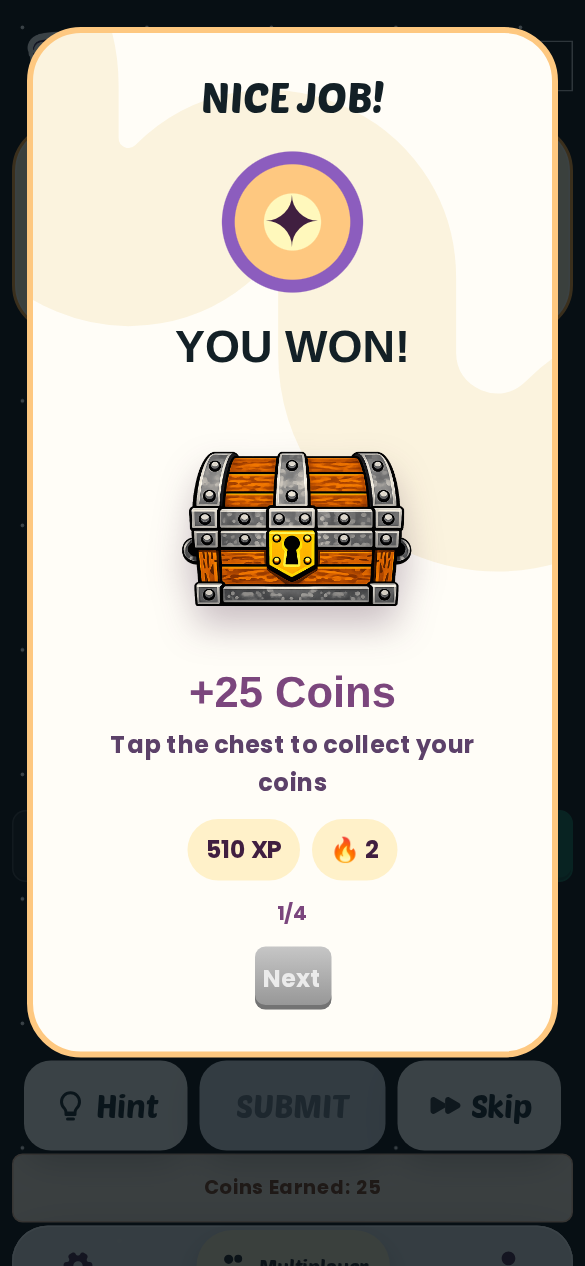 NICE JOB!
YOU WON!
+25 Coins
Tap the chest to collect your
coins
510 XP
🔥 2
1/4
Next
Hint
SUBMIT
Skip
Coins Earned: 25
Multiplayer